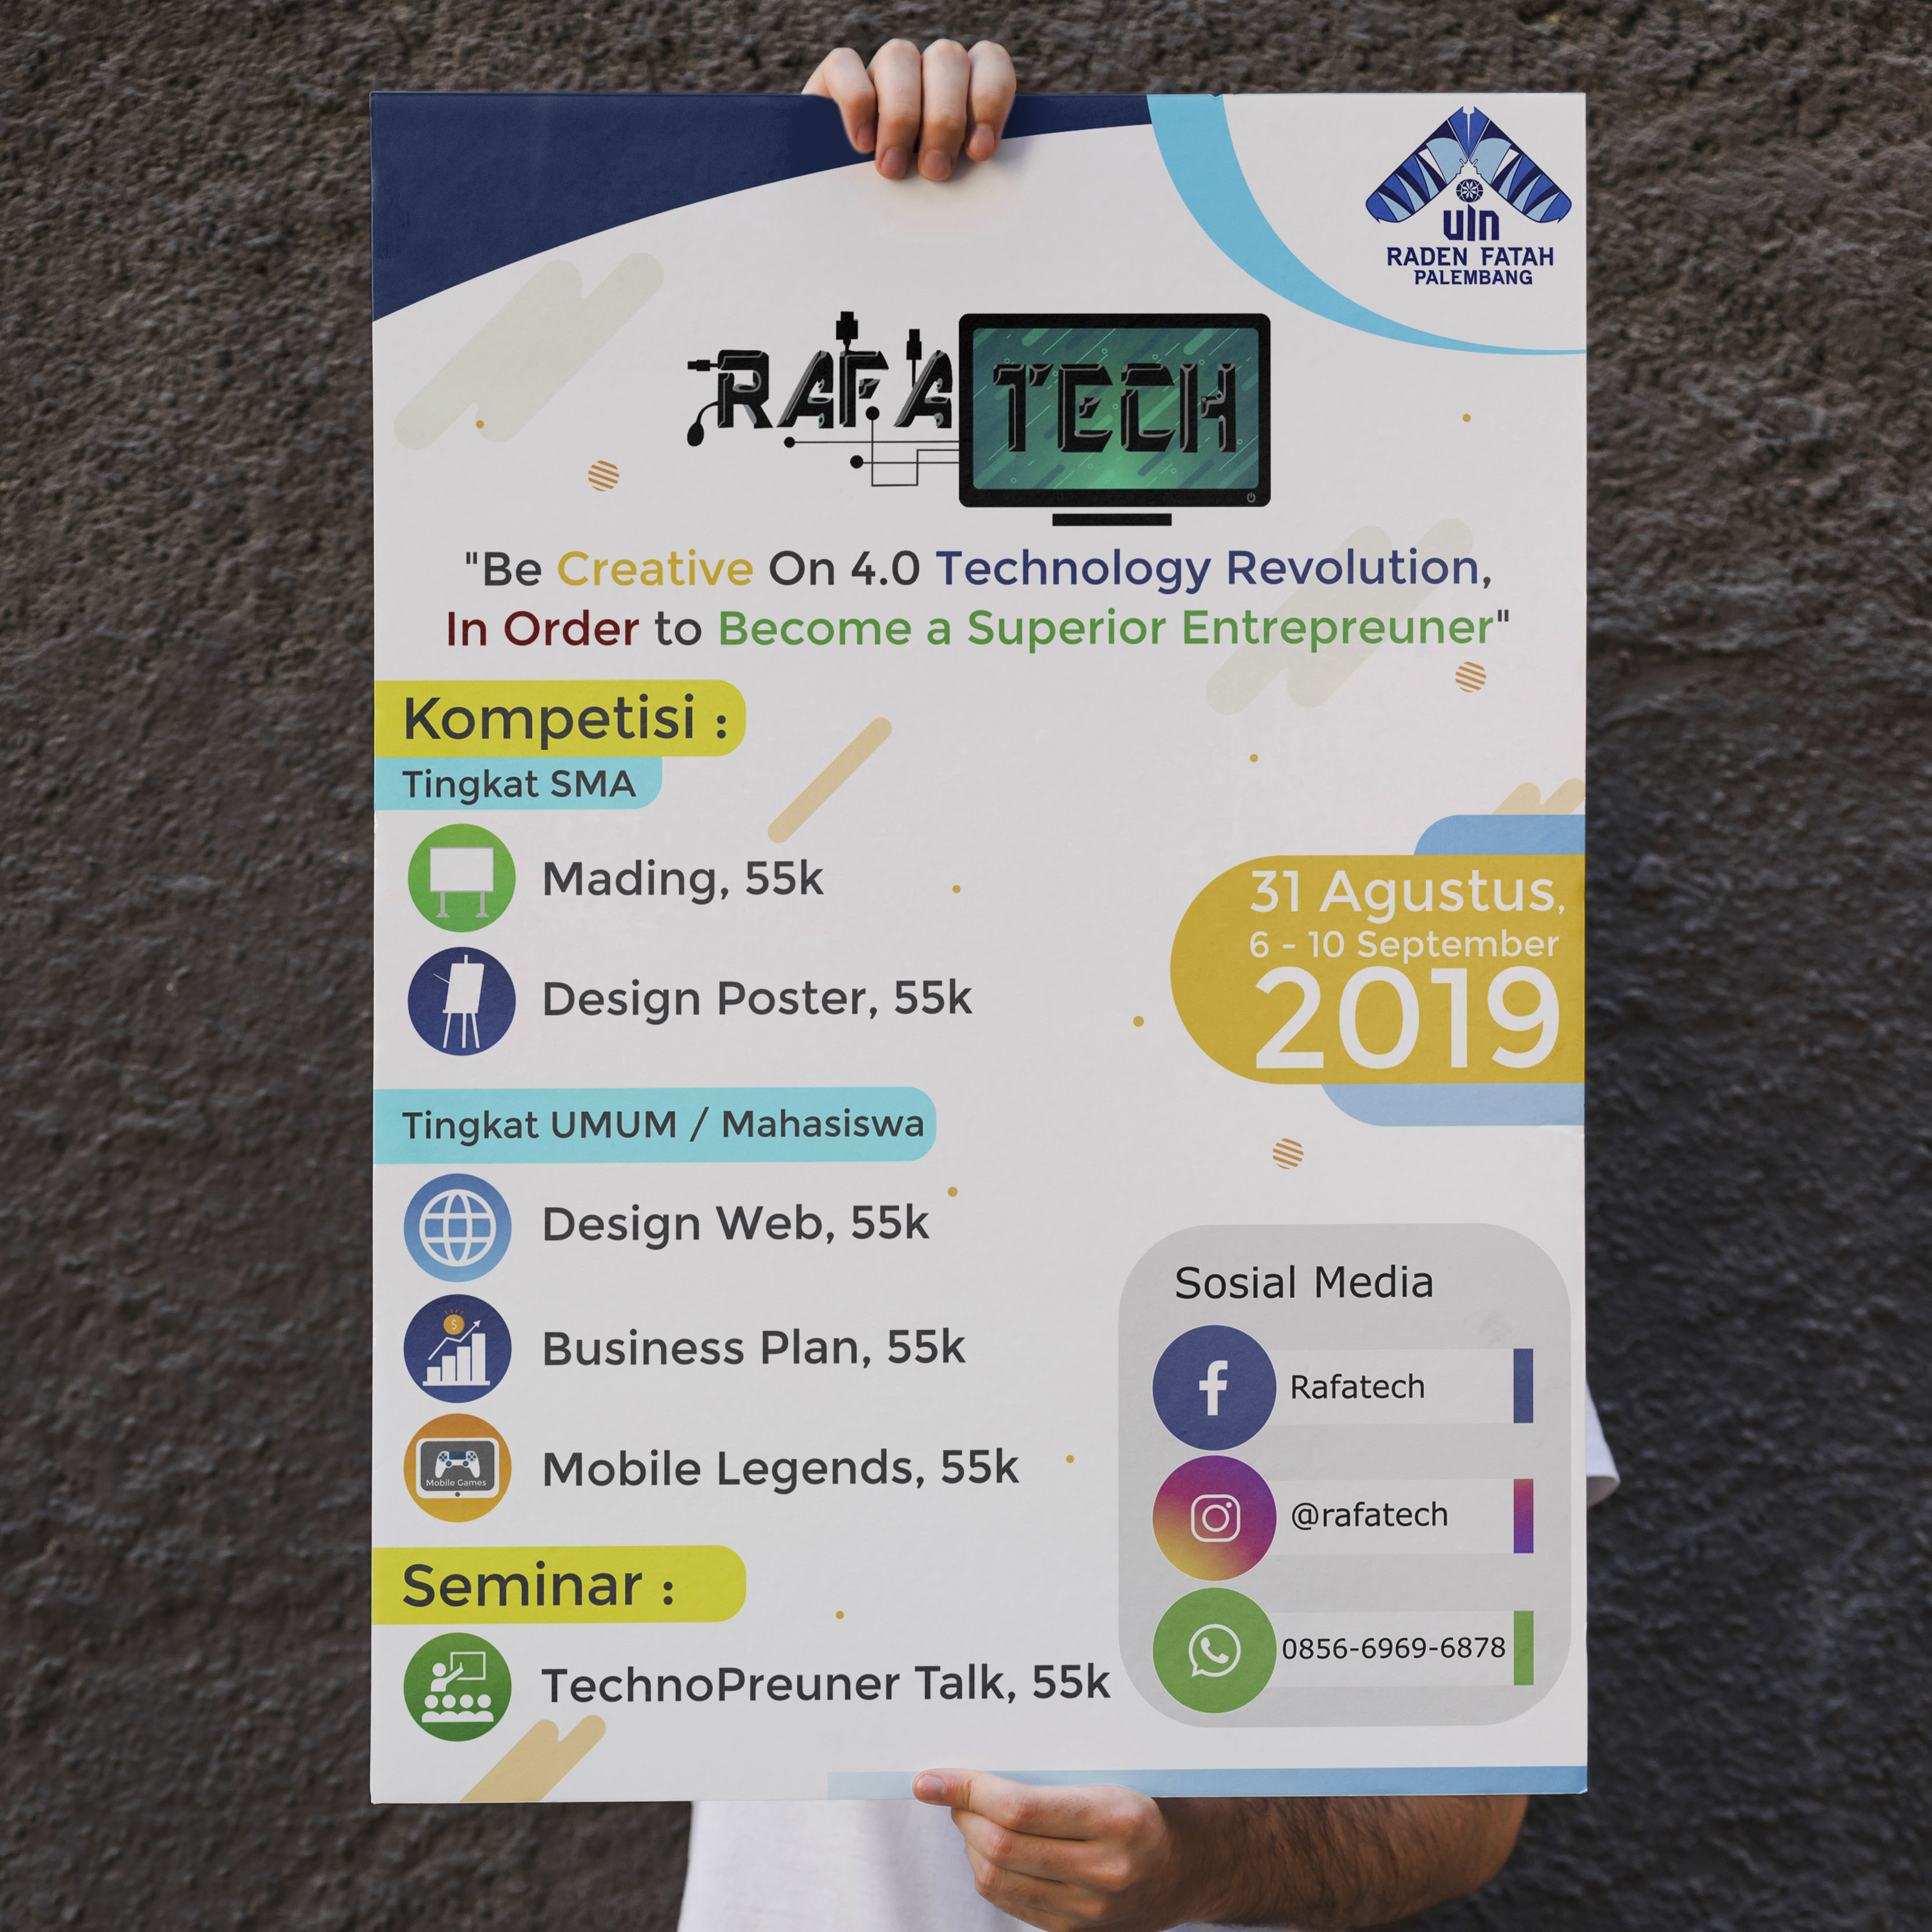 uın
RADEN FATAH
PALEMBANG
RAFA TECH
"Be Creative On 4.0 Technology Revolution,
In Order to Become a Superior Entrepreuner"
Kompetisi :
Tingkat SMA
Mading, 55k
Design Poster, 55k
31 Agustus,
6 - 10 September
2019
Tingkat UMUM / Mahasiswa
Design Web, 55k
Business Plan, 55k
Mobile Games
Mobile Legends, 55k
Seminar :
TechnoPreuner Talk, 55k
Sosial Media
Rafatech
@rafatech
0856-6969-6878